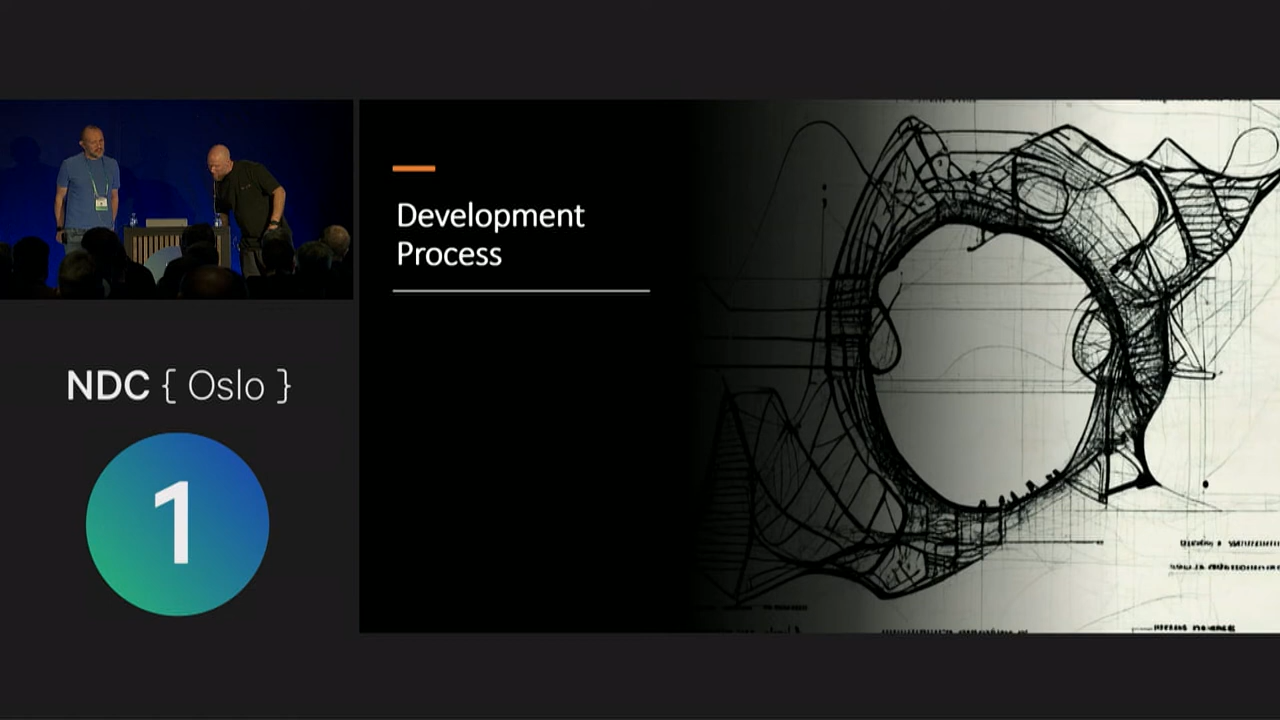 Development
Process
NDC { Oslo }
1